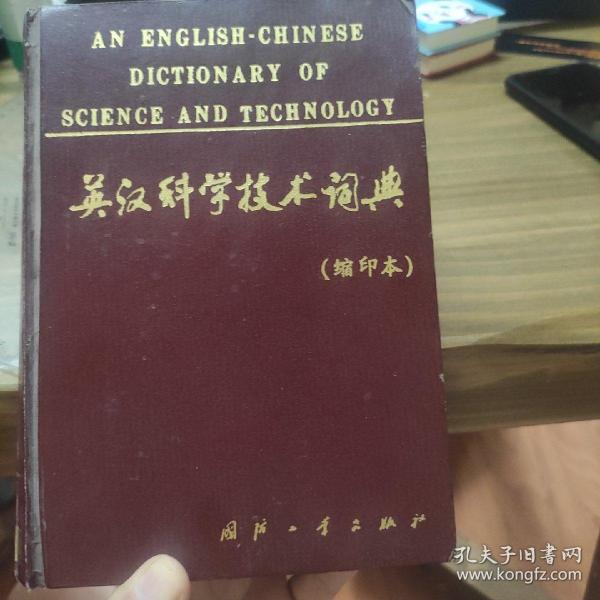 AN ENGLISH-CHINESE
DICTIONARY OF
SCIENCE AND TECHNOLOGY
英汉科学技术词典
(缩印本)
国防工业出版社
孔夫子旧书网
www.kongfz.com